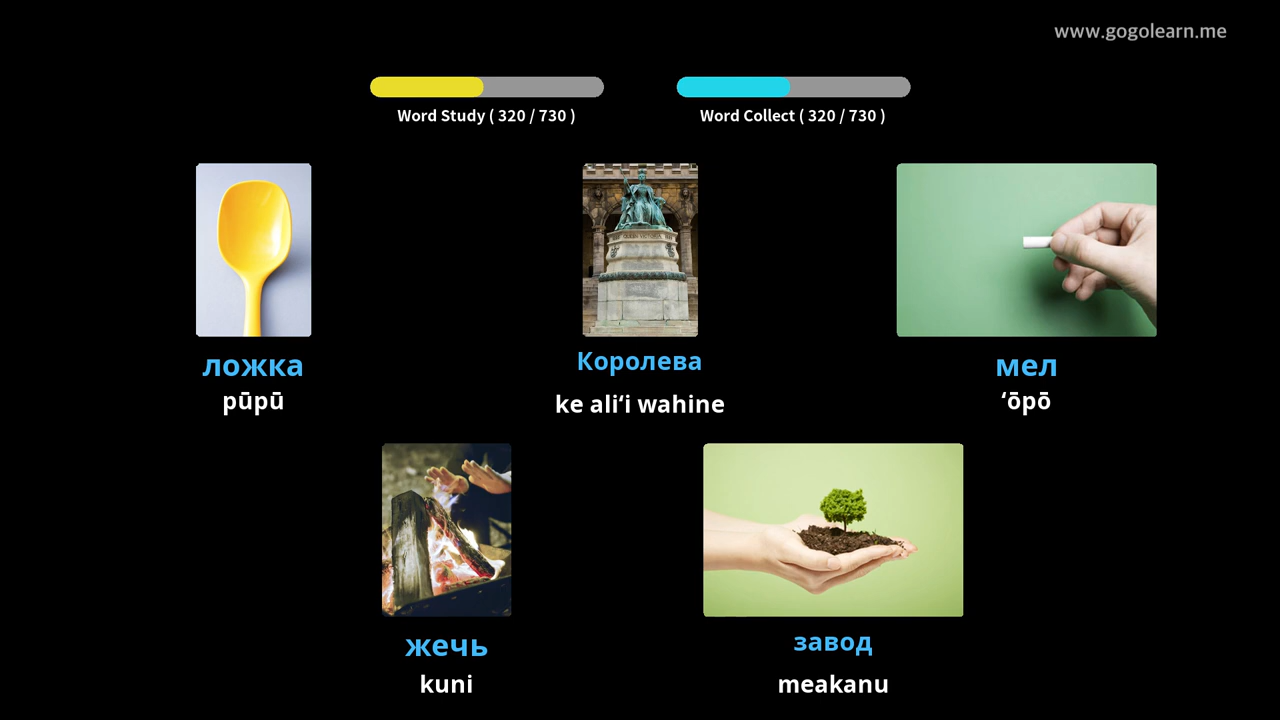 www.gogolearn.me
Word Study ( 320 / 730 )
Word Collect ( 320 / 730 )
ложка
pūpū
Королева
ke aliʻi wahine
мел
ʻōpō
жечь
kuni
завод
meakanu